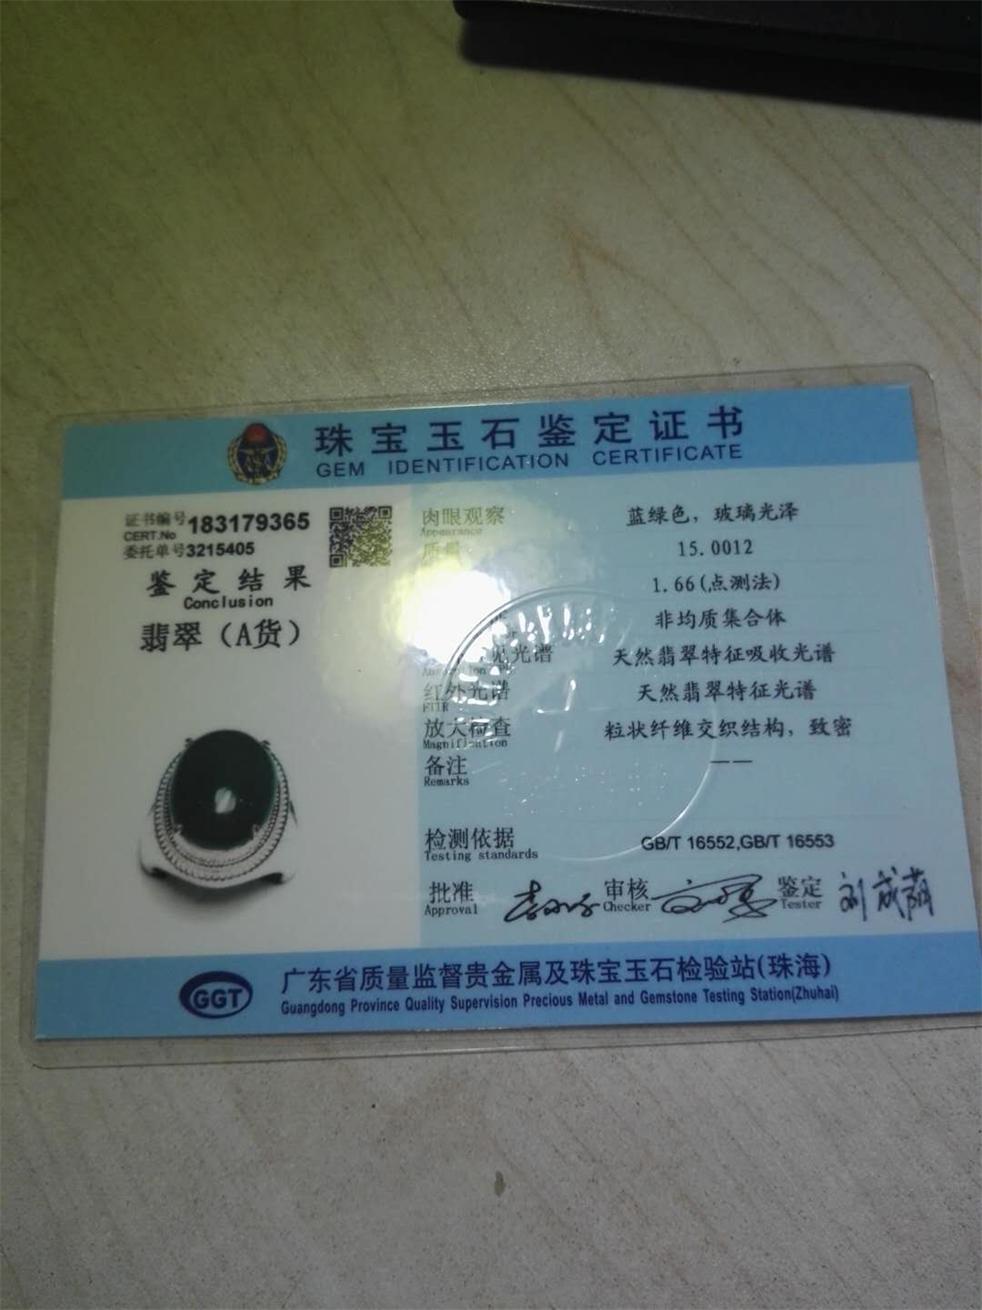 珠宝玉石鉴定证书
GEM IDENTIFICATION CERTIFICATE
证书编号 183179365
CERT.No
委托单号3215405
鉴定结果
Conclusion
翡翠（A货）
肉眼观察 蓝绿色，玻璃光泽
Appearance
质量 15.0012
1.66(点测法)
非均质集合体
光谱 天然翡翠特征吸收光谱
红外光谱 天然翡翠特征光谱
FTIR
放大检查 粒状纤维交织结构，致密
Magnification
备注 ——
Remarks
检测依据 GB/T 16552,GB/T 16553
Testing standards
批准 审核 鉴定 刘成荫
Approval Checker Tester
GGT
广东省质量监督贵金属及珠宝玉石检验站(珠海)
Guangdong Province Quality Supervision Precious Metal and Gemstone Testing Station(Zhuhai)